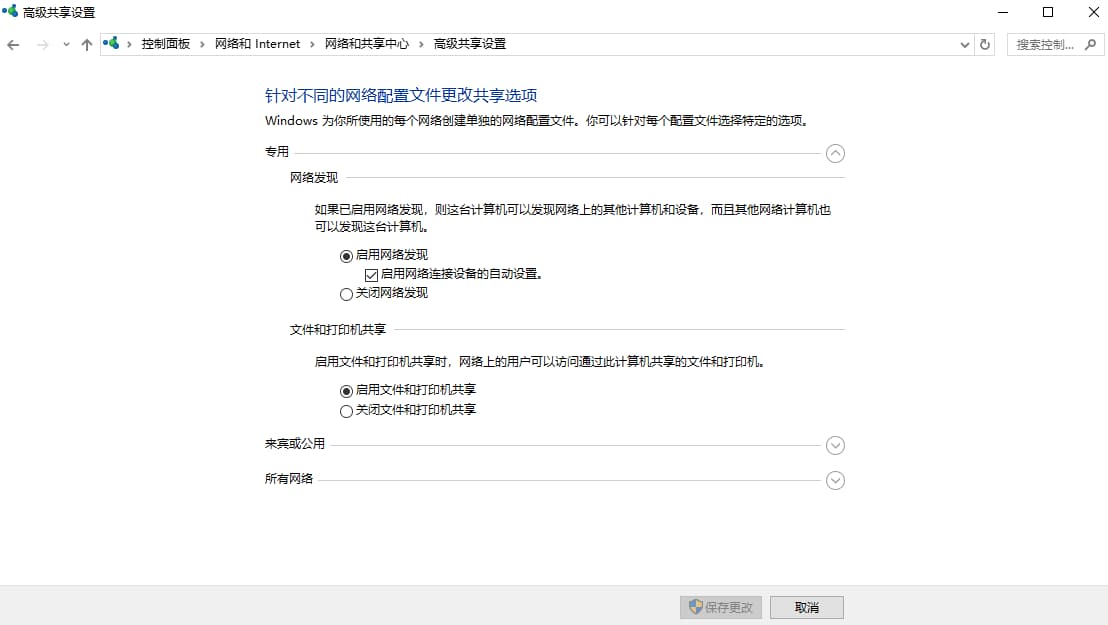 高级共享设置
控制面板 › 网络和 Internet › 网络和共享中心 › 高级共享设置
搜索控制...
针对不同的网络配置文件更改共享选项
Windows 为你所使用的每个网络创建单独的网络配置文件。你可以针对每个配置文件选择特定的选项。
专用
网络发现
如果已启用网络发现，则这台计算机可以发现网络上的其他计算机和设备，而且其他网络计算机也
可以发现这台计算机。
启用网络发现
启用网络连接设备的自动设置。
关闭网络发现
文件和打印机共享
启用文件和打印机共享时，网络上的用户可以访问通过此计算机共享的文件和打印机。
启用文件和打印机共享
关闭文件和打印机共享
来宾或公用
所有网络
保存更改
取消